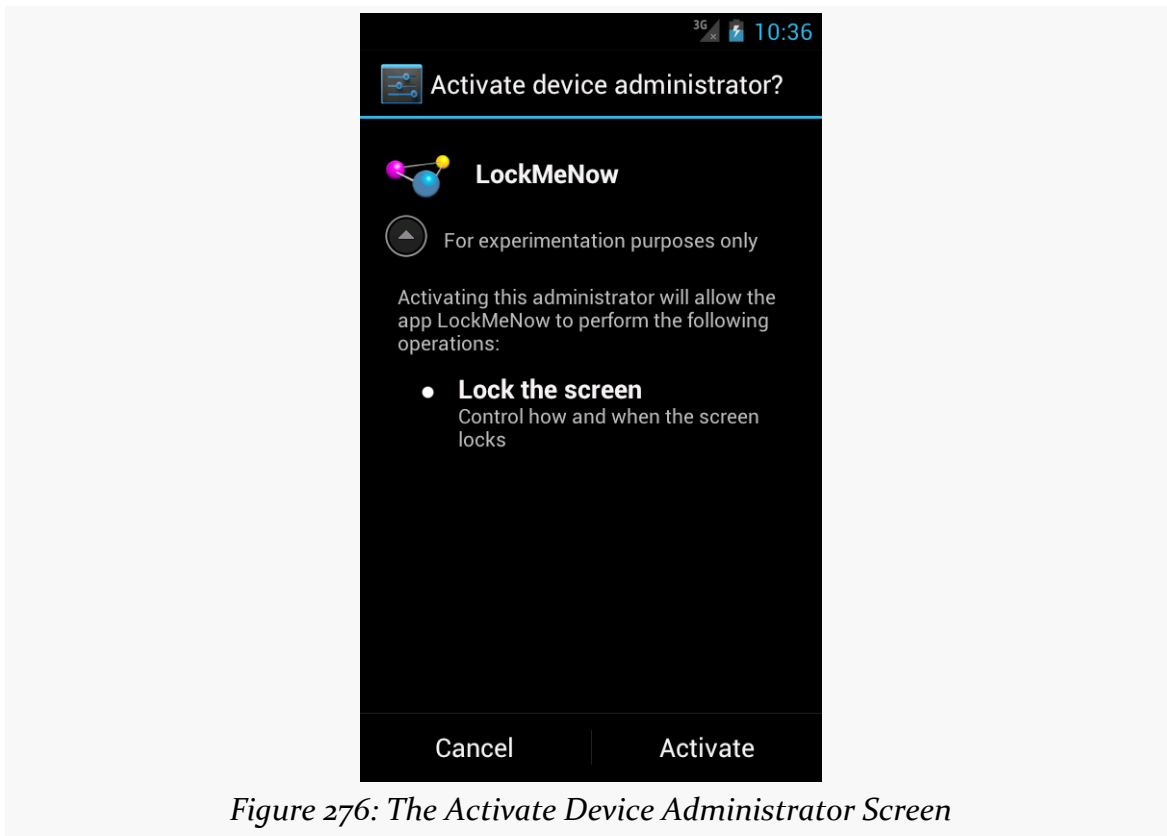 3G 10:36
Activate device administrator?
LockMeNow
For experimentation purposes only
Activating this administrator will allow the
app LockMeNow to perform the following
operations:
Lock the screen
Control how and when the screen
locks
Cancel Activate
Figure 276: The Activate Device Administrator Screen